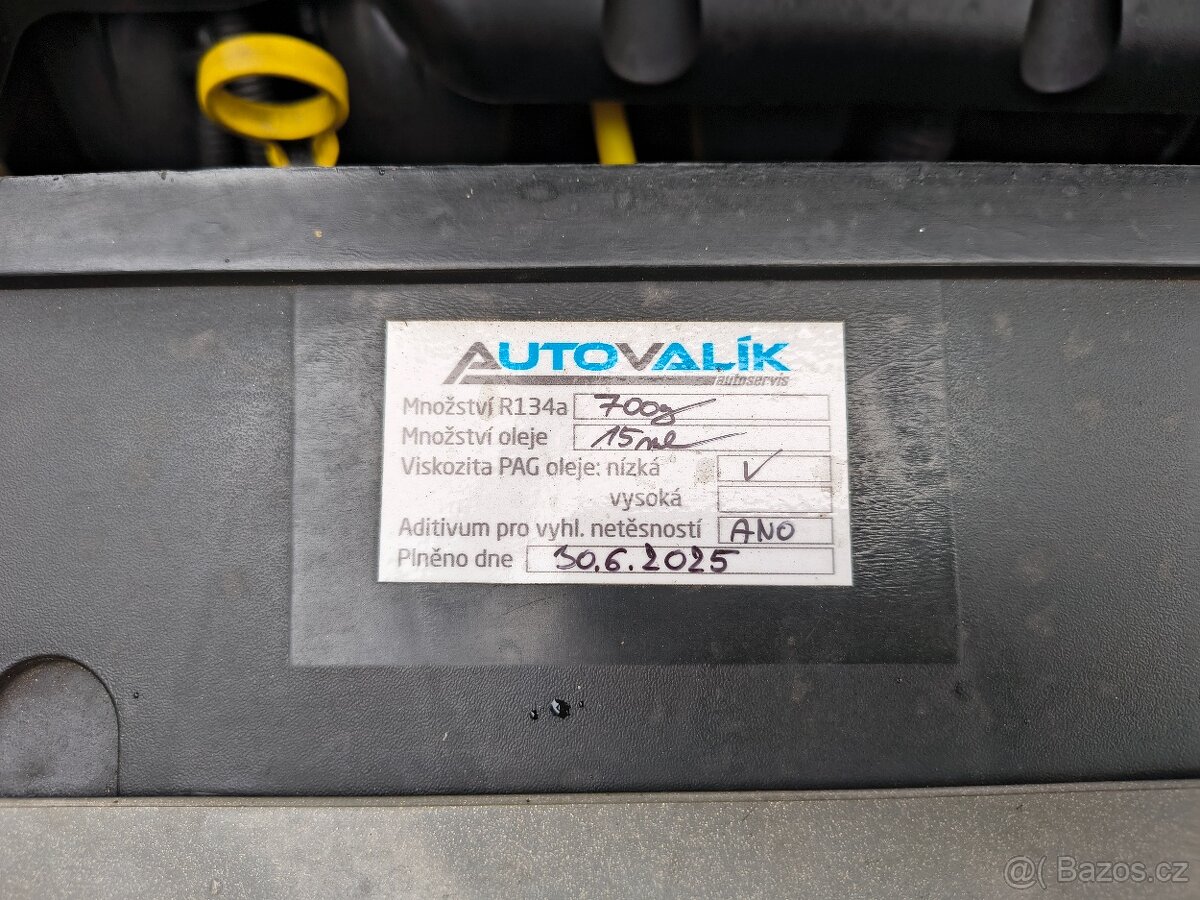 AUTOVALÍK
autoservis
Množství R134a 700g
Množství oleje 15ml
Viskozita PAG oleje: nízká ✓
vysoká
Aditivum pro vyhl. netěsností ANO
Plněno dne 30.6.2025
@( Bazos.cz